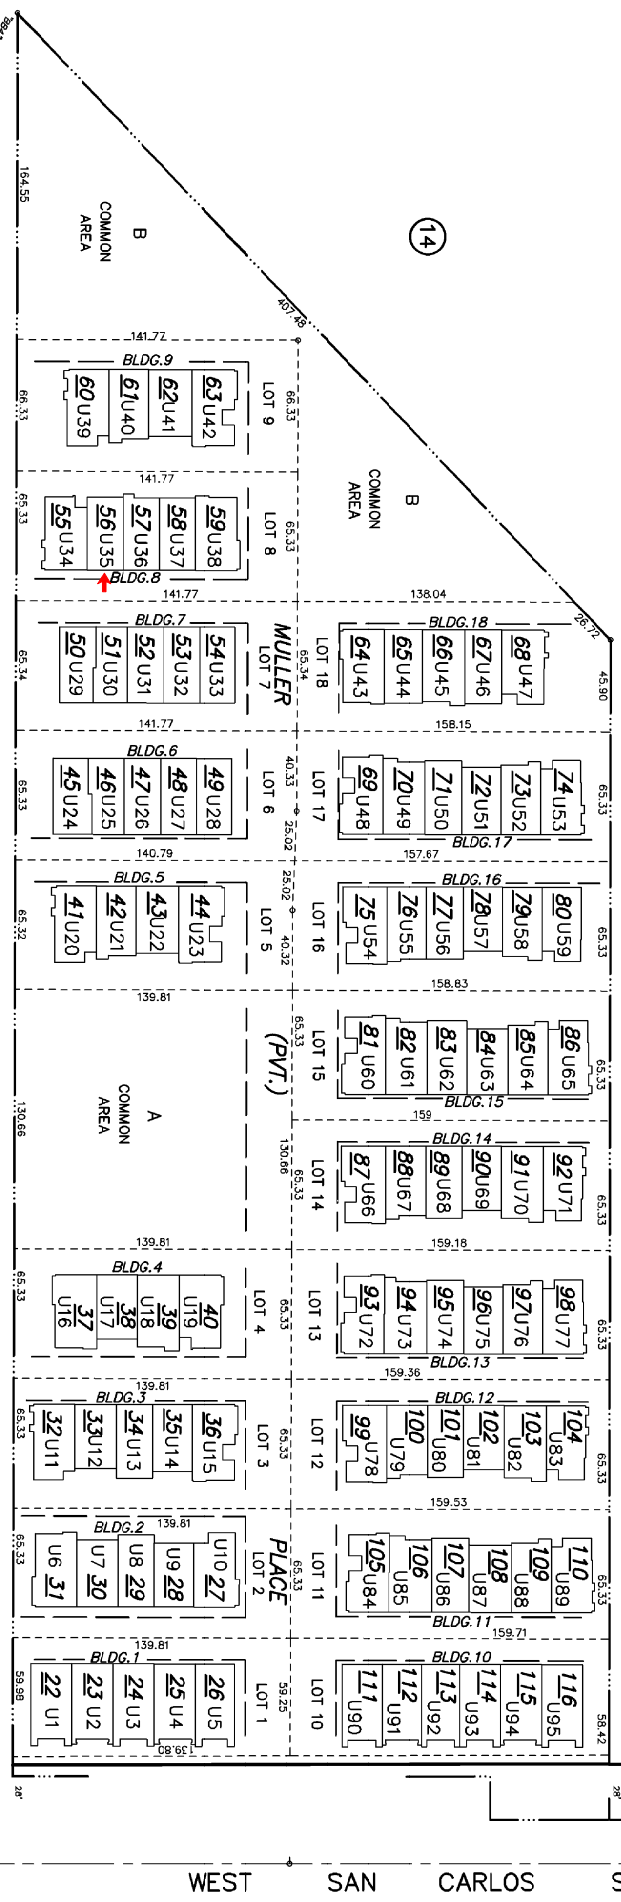 164.55
B
COMMON
AREA
14
407.48
141.77
BLDG.9
63 U42
62 U41
61 U40
60 U39
LOT 9
66.33
66.33
141.77
B
COMMON
AREA
59 U38
58 U37
57 U36
56 U35
55 U34
LOT 8
65.33
65.33
BLDG.8
141.77
138.04
26.72
BLDG.7
54 U33
53 U32
52 U31
51 U30
50 U29
MULLER
LOT 7
65.34
65.34
LOT 18
BLDG.18
64 U43
65 U44
66 U45
67 U46
68 U47
45.90
141.77
158.15
BLDG.6
49 U28
48 U27
47 U26
46 U25
45 U24
LOT 6
40.33
25.02
65.33
LOT 17
69 U48
70 U49
71 U50
72 U51
73 U52
74 U53
65.33
BLDG.17
140.79
157.67
BLDG.5
44 U23
43 U22
42 U21
41 U20
LOT 5
25.02
40.32
65.32
LOT 16
BLDG.16
75 U54
76 U55
77 U56
78 U57
79 U58
80 U59
65.33
139.81
158.83
(PVT.)
65.33
LOT 15
81 U60
82 U61
83 U62
84 U63
85 U64
86 U65
65.33
BLDG.15
159
A
COMMON
AREA
130.66
130.66
65.33
LOT 14
BLDG.14
87 U66
88 U67
89 U68
90 U69
91 U70
92 U71
65.33
139.81
159.18
BLDG.4
40 U19
39 U18
38 U17
37 U16
LOT 4
65.33
65.33
LOT 13
93 U72
94 U73
95 U74
96 U75
97 U76
98 U77
65.33
BLDG.13
139.81
159.36
BLDG.3
36 U15
35 U14
34 U13
33 U12
32 U11
LOT 3
65.33
65.33
LOT 12
BLDG.12
99 U78
100 U79
101 U80
102 U81
103 U82
104 U83
65.33
159.53
BLDG.2
139.81
U10 27
U9 28
U8 29
U7 30
U6 31
PLACE
LOT 2
65.33
65.33
LOT 11
105 U84
106 U85
107 U86
108 U87
109 U88
110 U89
65.33
BLDG.11
139.81
159.71
BLDG.1
26 U5
25 U4
24 U3
23 U2
22 U1
LOT 1
59.25
59.98
LOT 10
BLDG.10
111 U90
112 U91
113 U92
114 U93
115 U94
116 U95
58.42
139.80
28'
28'
WEST SAN CARLOS S